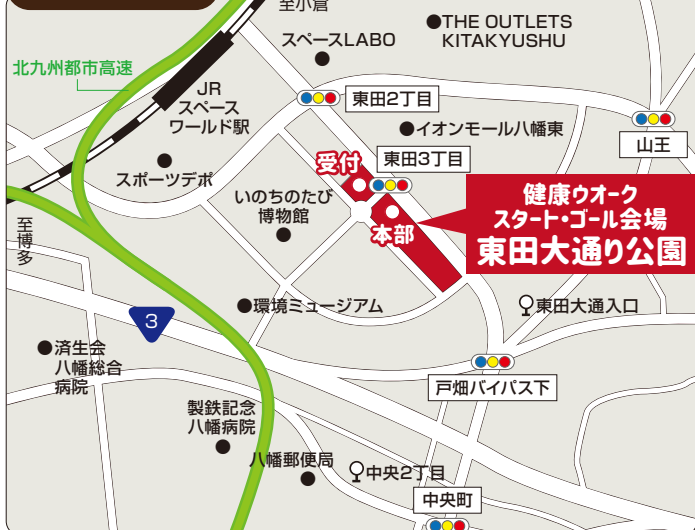 至小倉
THE OUTLETS
KITAKYUSHU
スペースLABO
北九州都市高速
JR
スペース
ワールド駅
東田2丁目
イオンモール八幡東
山王
受付
東田3丁目
スポーツデポ
いのちのたび
博物館
健康ウオーク
スタート・ゴール会場
東田大通り公園
本部
至博多
環境ミュージアム
東田大通入口
3
済生会
八幡総合
病院
戸畑バイパス下
製鉄記念
八幡病院
八幡郵便局
中央2丁目
中央町